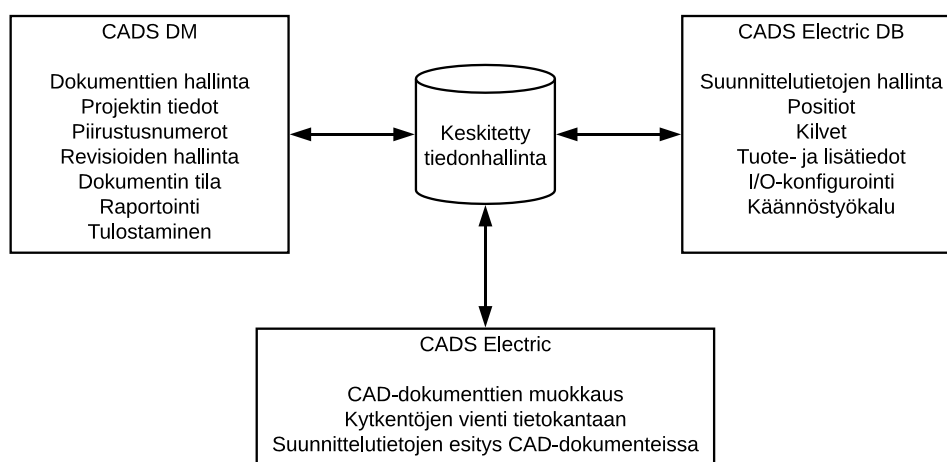 CADS DM
Dokumenttien hallinta
Projektin tiedot
Piirustusnumerot
Revisioiden hallinta
Dokumentin tila
Raportointi
Tulostaminen
Keskitetty
tiedonhallinta
CADS Electric DB
Suunnittelutietojen hallinta
Positiot
Kilvet
Tuote- ja lisätiedot
I/O-konfigurointi
Käännöstyökalu
CADS Electric
CAD-dokumenttien muokkaus
Kytkentöjen vienti tietokantaan
Suunnittelutietojen esitys CAD-dokumenteissa